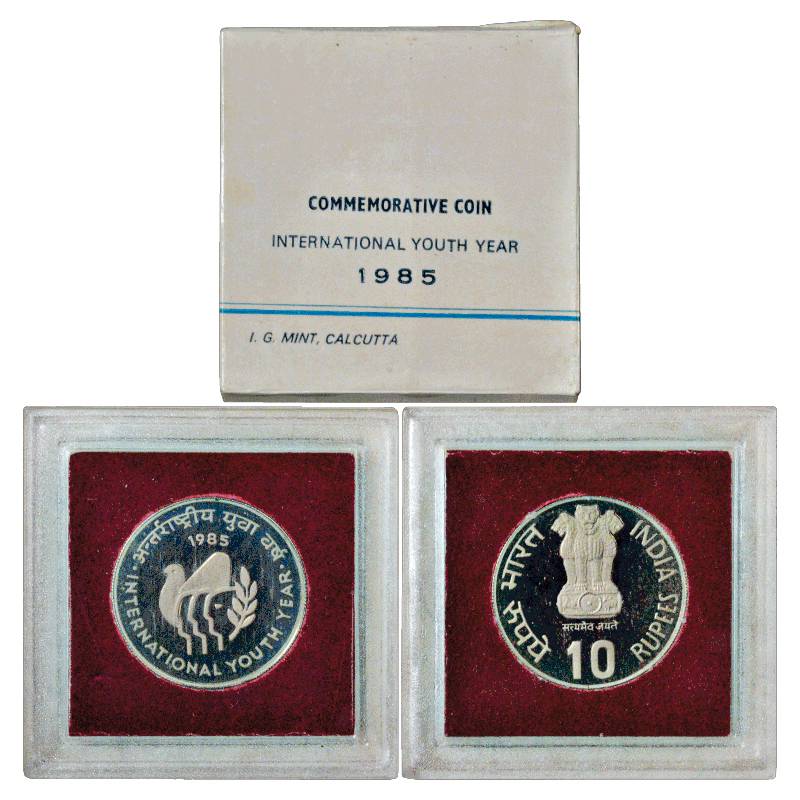 COMMEMORATIVE COIN
INTERNATIONAL YOUTH YEAR
1985
I. G. MINT, CALCUTTA
अन्तर्राष्ट्रीय युवा वर्ष
1985
INTERNATIONAL YOUTH YEAR
भारत
INDIA
सत्यमेव जयते
रुपये
10
RUPEES